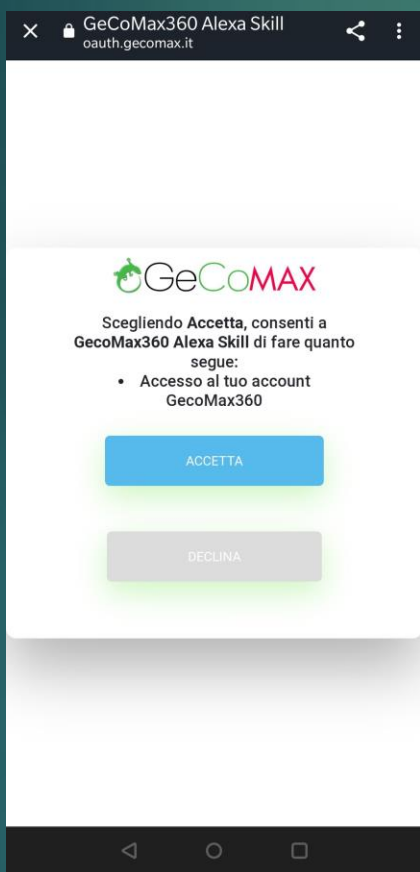 GeCoMax360 Alexa Skill
oauth.gecomax.it
GeCoMAX
Scegliendo Accetta, consenti a
GecoMax360 Alexa Skill di fare quanto
segue:
• Accesso al tuo account
GecoMax360
ACCETTA
DECLINA